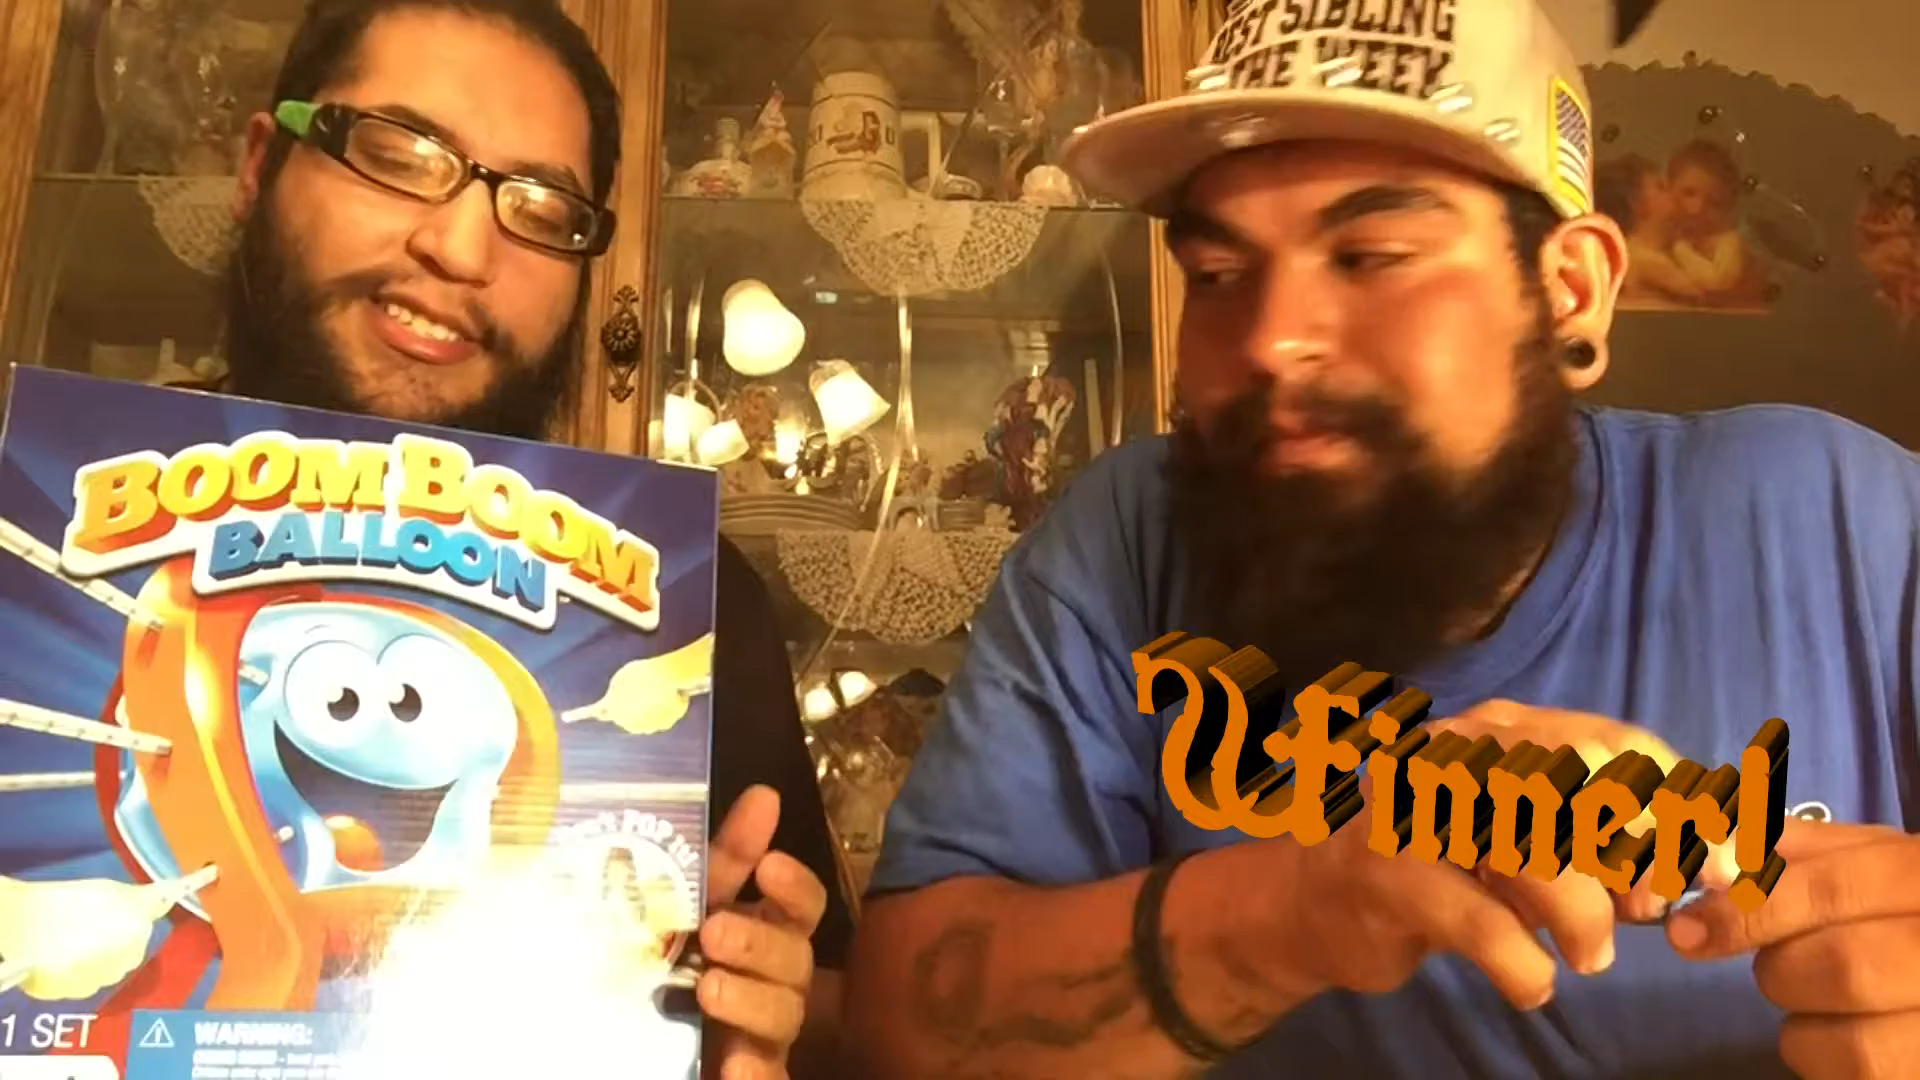 BEST SIBLING
THE WEEK
BOOM BOOM
BALLOON
Winner!
1 SET
WARNING: